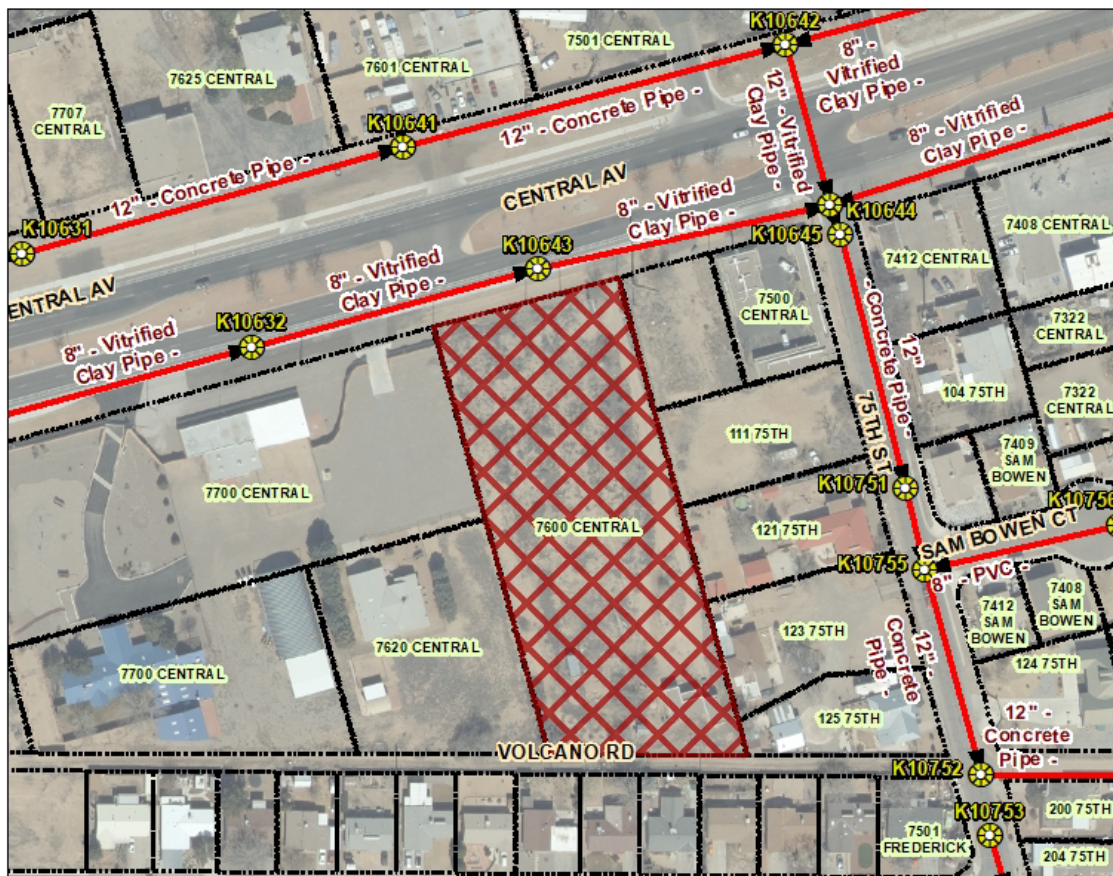 K10642
7501 CENTRAL
7625 CENTRAL
7601 CENTRAL
8" -
Vitrified
Clay Pipe -
7707
CENTRAL
K10641
12" - Concrete Pipe -
12" - Vitrified
Clay Pipe -
8" - Vitrified
Clay Pipe -
12" - Concrete Pipe -
CENTRAL AV
8" - Vitrified
Clay Pipe -
K10644
K10645
7408 CENTRAL
K10631
K10643
7412 CENTRAL
ENTRAL AV
8" - Vitrified
Clay Pipe -
7500
CENTRAL
K10632
8" - Vitrified
Clay Pipe -
12"
- Concrete Pipe -
7322
CENTRAL
104 75TH
7322
CENTRAL
75TH ST
111 75TH
7409
SAM
BOWEN
K10751
7700 CENTRAL
K10756
7600 CENTRAL
121 75TH
SAM BOWEN CT
K10755
8" - PVC -
7408
SAM
BOWEN
7412
SAM
BOWEN
123 75TH
12" -
Concrete
Pipe -
7620 CENTRAL
7700 CENTRAL
124 75TH
125 75TH
12" -
Concrete
Pipe -
VOLCANO RD
K10752
K10753
200 75TH
7501
FREDERICK
204 75TH